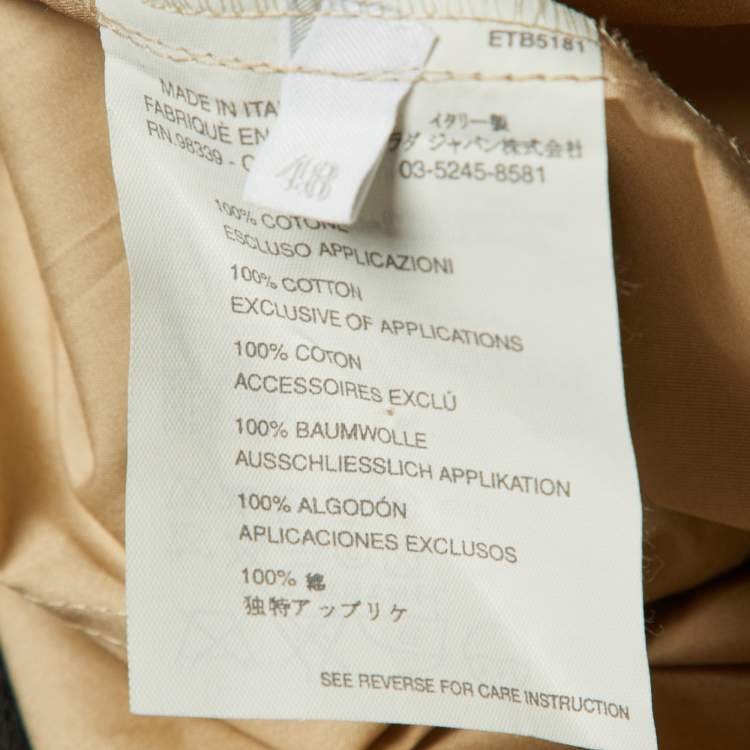 ETB5181
MADE IN ITA
FABRIQUÉ EN
RN.98339 - C
イタリー製
ラダ ジャパン株式会社
03-5245-8581
100% COTONE
ESCLUSO APPLICAZIONI
100% COTTON
EXCLUSIVE OF APPLICATIONS
100% COTON
ACCESSOIRES EXCLÚ
100% BAUMWOLLE
AUSSCHLIESSLICH APPLIKATION
100% ALGODÓN
APLICACIONES EXCLUSOS
100% 綿
独特アップリケ
SEE REVERSE FOR CARE INSTRUCTION